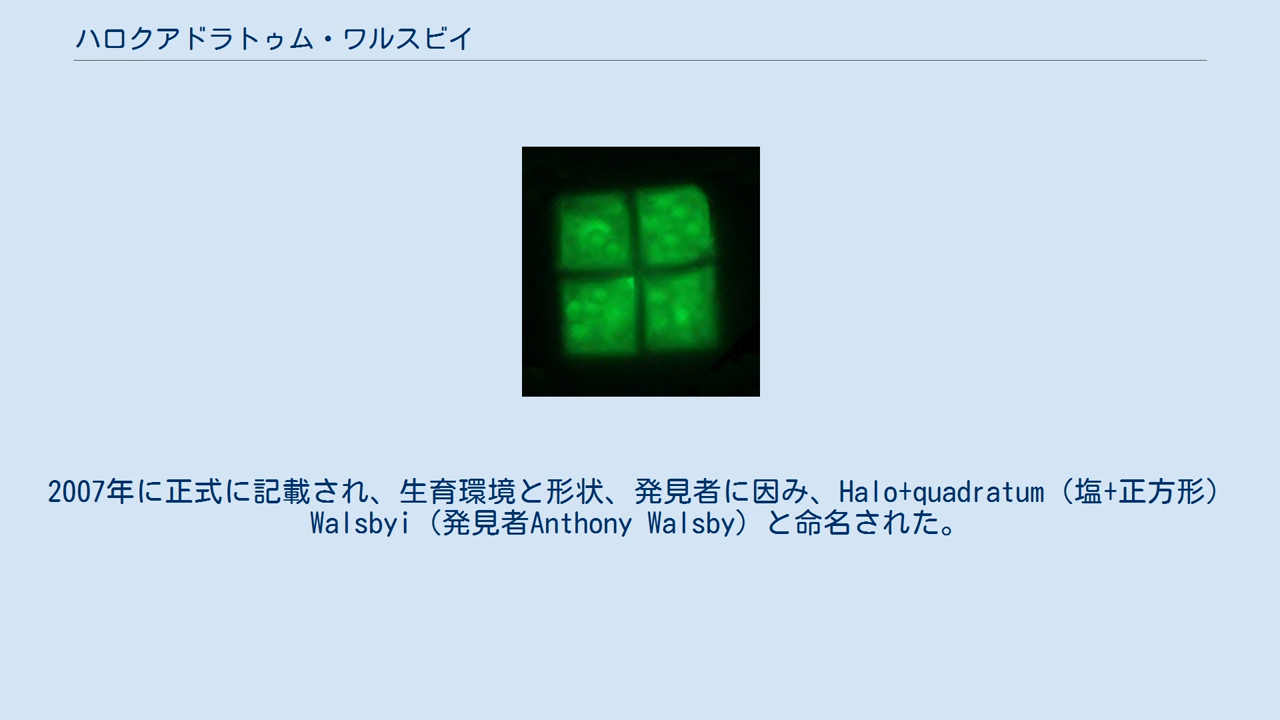 ハロクアドラトゥム・ワルスビイ
2007年に正式に記載され、生育環境と形状、発見者に因み、Halo+quadratum（塩+正方形）
Walsbyi（発見者Anthony Walsby）と命名された。